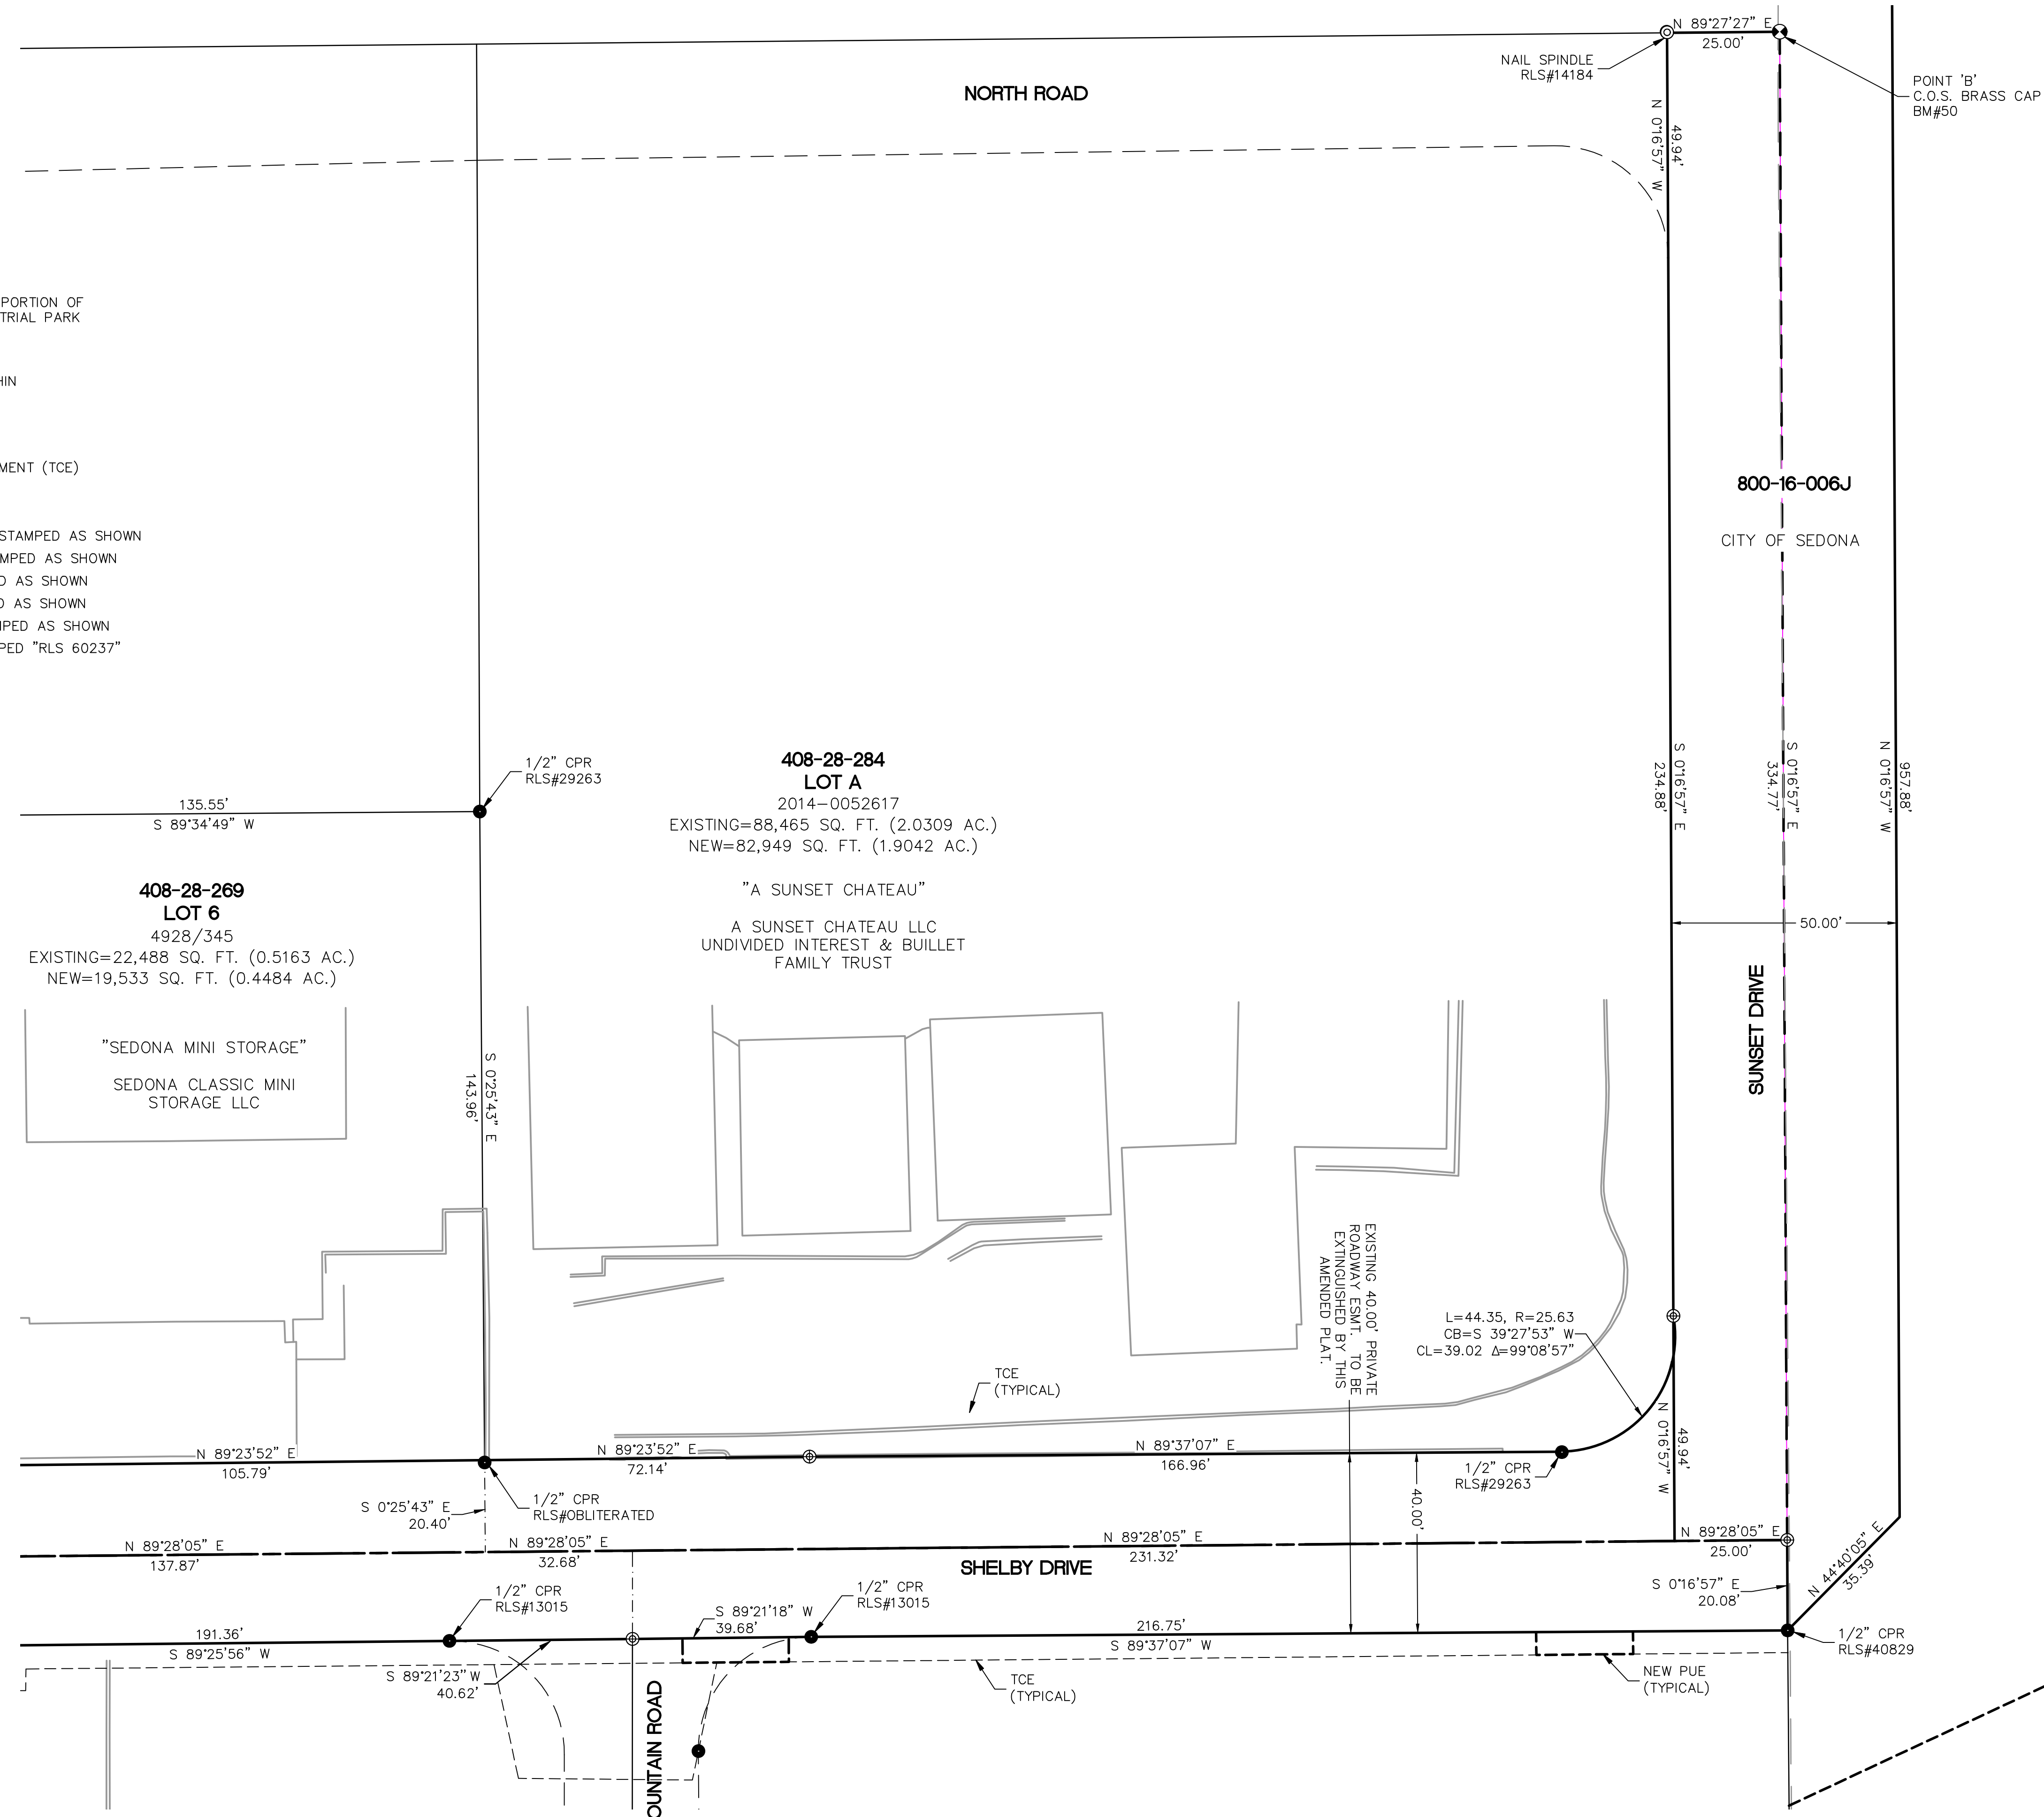 N 89°27'27" E
25.00'
NAIL SPINDLE
RLS#14184
POINT 'B'
C.O.S. BRASS CAP
BM#50
NORTH ROAD
N 0°16'57" W
49.94'
PORTION OF
TRIAL PARK
HIN
MENT (TCE)
800-16-006J
CITY OF SEDONA
STAMPED AS SHOWN
MPED AS SHOWN
D AS SHOWN
D AS SHOWN
MPED AS SHOWN
PED "RLS 60237"
1/2" CPR
RLS#29263
135.55'
S 89°34'49" W
408-28-284
LOT A
2014-0052617
EXISTING=88,465 SQ. FT. (2.0309 AC.)
NEW=82,949 SQ. FT. (1.9042 AC.)
"A SUNSET CHATEAU"
A SUNSET CHATEAU LLC
UNDIVIDED INTEREST & BUILLET
FAMILY TRUST
S 0°16'57" E
234.88'
S 0°16'57" E
334.77'
957.88'
N 0°16'57" W
50.00'
SUNSET DRIVE
408-28-269
LOT 6
4928/345
EXISTING=22,488 SQ. FT. (0.5163 AC.)
NEW=19,533 SQ. FT. (0.4484 AC.)
"SEDONA MINI STORAGE"
SEDONA CLASSIC MINI
STORAGE LLC
S 0°25'43" E
143.96'
EXISTING 40.00' PRIVATE
ROADWAY ESMT. TO BE
EXTINGUISHED BY THIS
AMENDED PLAT.
L=44.35, R=25.63
CB=S 39°27'53" W
CL=39.02 Δ=99°08'57"
TCE
(TYPICAL)
N 0°16'57" W
49.94'
N 89°23'52" E
105.79'
N 89°23'52" E
72.14'
N 89°37'07" E
166.96'
1/2" CPR
RLS#29263
40.00'
S 0°25'43" E
20.40'
1/2" CPR
RLS#OBLITERATED
N 89°28'05" E
137.87'
N 89°28'05" E
32.68'
N 89°28'05" E
231.32'
N 89°28'05" E
25.00'
SHELBY DRIVE
S 0°16'57" E
20.08'
N 44°40'05" E
35.39'
1/2" CPR
RLS#13015
1/2" CPR
RLS#13015
S 89°21'18" W
39.68'
191.36'
S 89°25'56" W
216.75'
S 89°37'07" W
S 89°21'23" W
40.62'
1/2" CPR
RLS#40829
TCE
(TYPICAL)
NEW PUE
(TYPICAL)
OUNTAIN ROAD